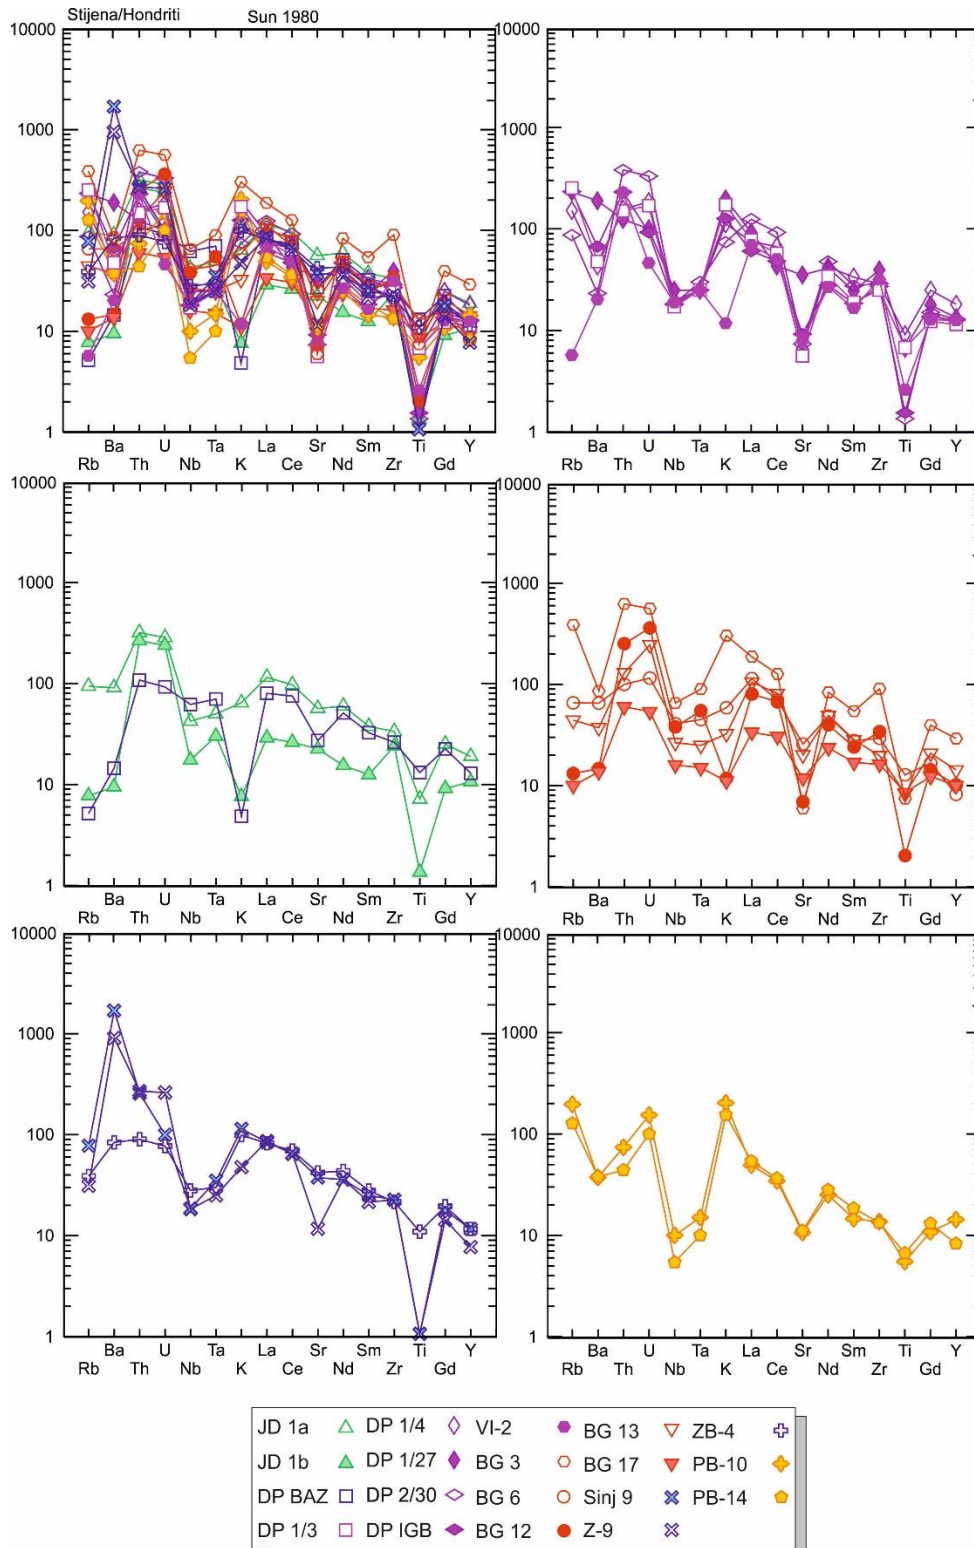 Stijena/Hondriti Sun 1980
10000 10000
1000 1000
100 100
10 10
1 1
Ba U Ta La Sr Sm Ti Y Ba U Ta La Sr Sm Ti Y
Rb Th Nb K Ce Nd Zr Gd Rb Th Nb K Ce Nd Zr Gd
10000 10000
1000 1000
100 100
10 10
1 1
Ba U Ta La Sr Sm Ti Y Ba U Ta La Sr Sm Ti Y
Rb Th Nb K Ce Nd Zr Gd Rb Th Nb K Ce Nd Zr Gd
10000 10000
1000 1000
100 100
10 10
1 1
Ba U Ta La Sr Sm Ti Y Ba U Ta La Sr Sm Ti Y
Rb Th Nb K Ce Nd Zr Gd Rb Th Nb K Ce Nd Zr Gd
JD 1a DP 1/4 VI-2 BG 13 ZB-4
JD 1b DP 1/27 BG 3 BG 17 PB-10
DP BAZ DP 2/30 BG 6 Sinj 9 PB-14
DP 1/3 DP IGB BG 12 Z-9